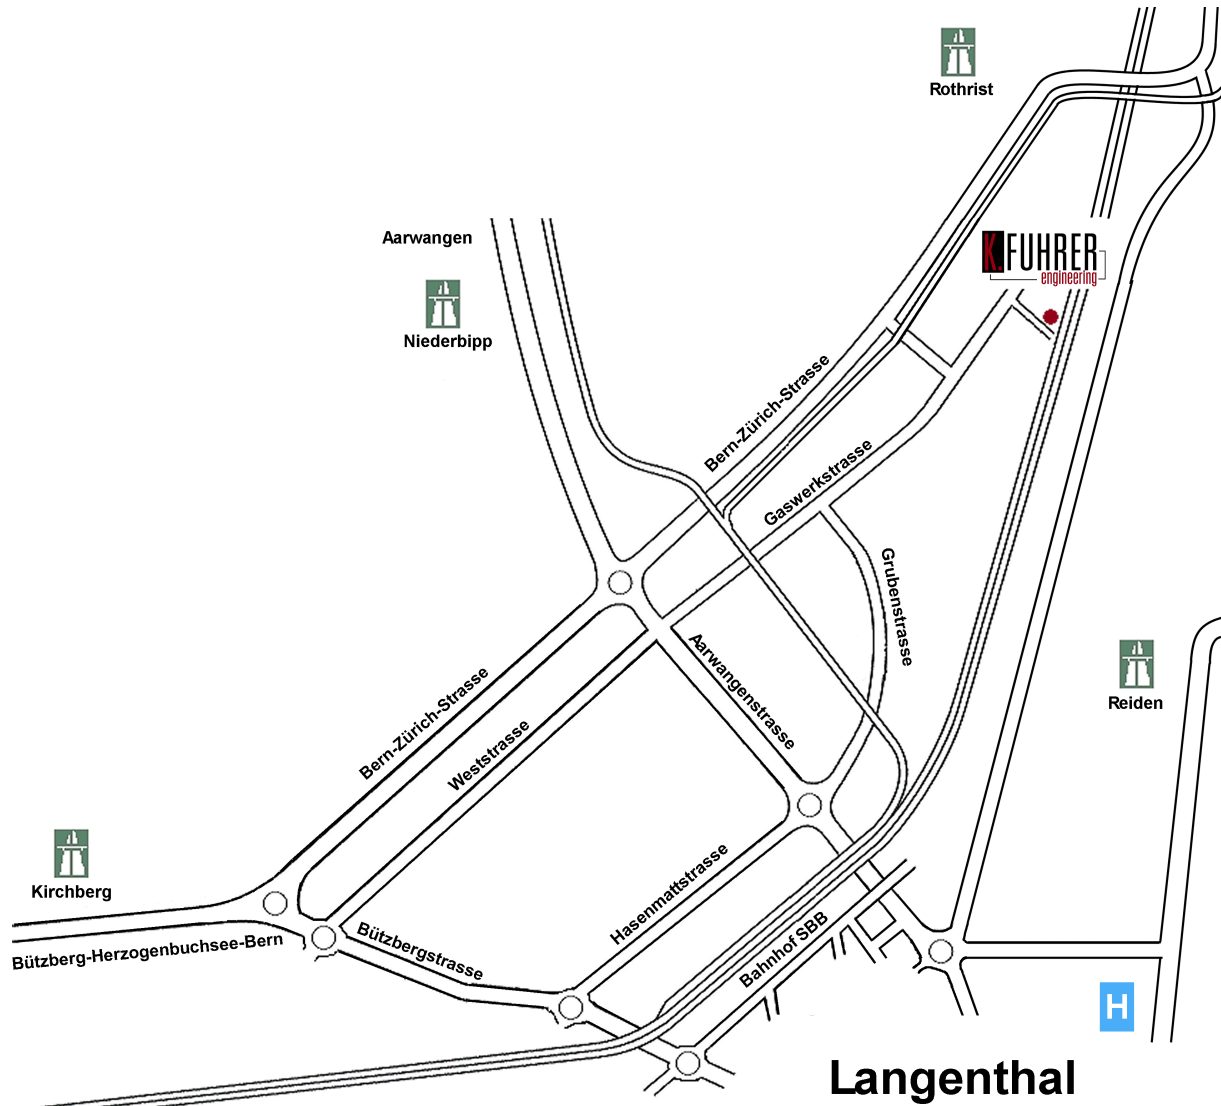 Rothrist
Aarwangen
K.FUHRER
engineering
Niederbipp
Bern-Zürich-Strasse
Gaswerkstrasse
Grubenstrasse
Aarwangenstrasse
Reiden
Bern-Zürich-Strasse
Weststrasse
Kirchberg
Hasenmattstrasse
Bützberg-Herzogenbuchsee-Bern
Bützbergstrasse
Bahnhof SBB
H
Langenthal